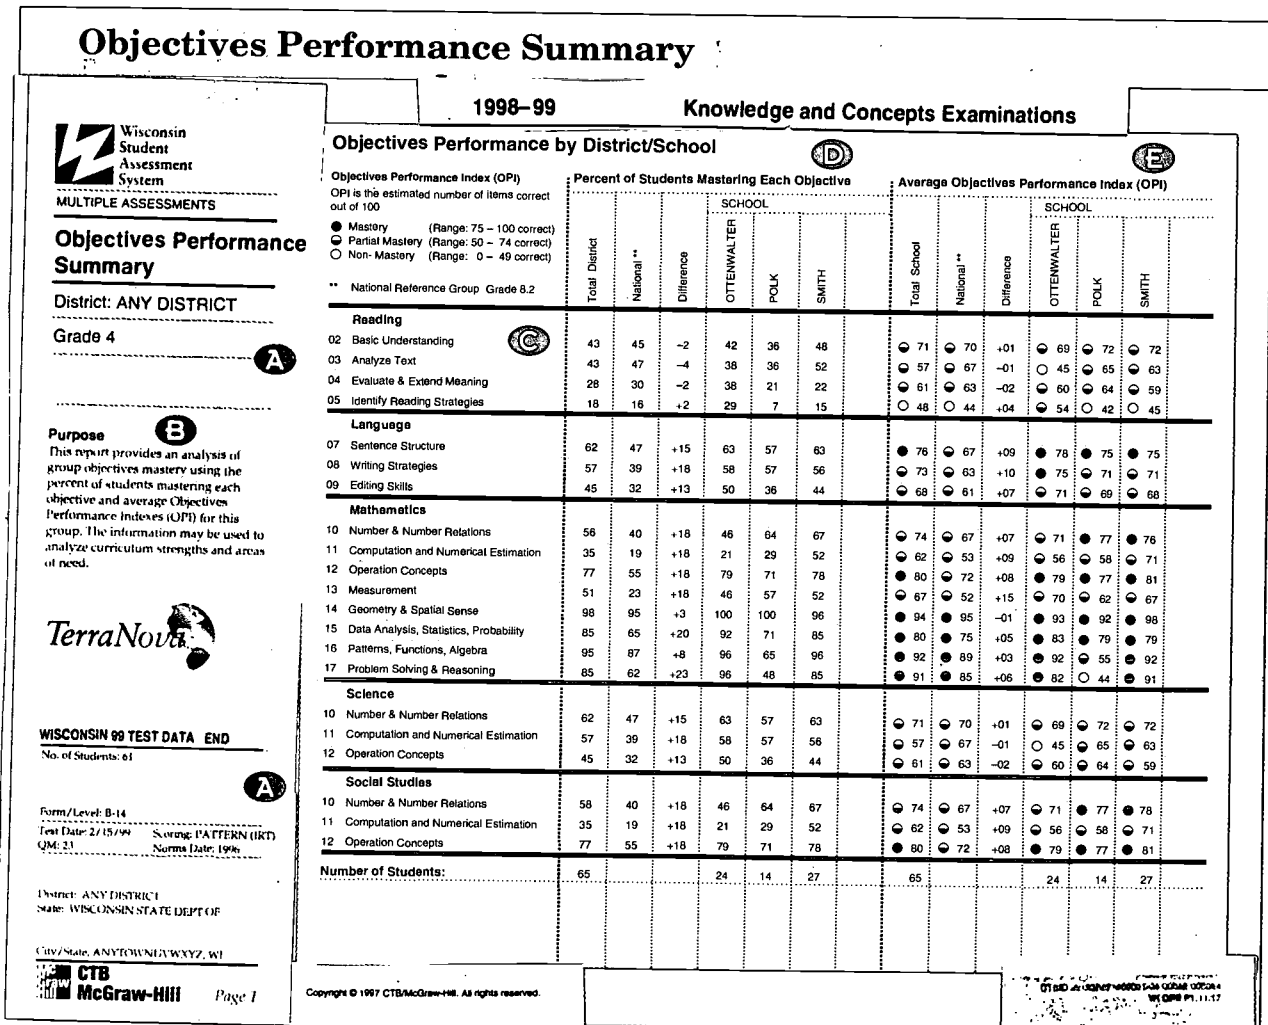 Objectives Performance Summary
1998–99 Knowledge and Concepts Examinations
Wisconsin
Student
Assessment
System
MULTIPLE ASSESSMENTS
Objectives Performance
Summary
District: ANY DISTRICT
Grade 4
A
B
Purpose
This report provides an analysis of
group objectives mastery using the
percent of students mastering each
objective and average Objectives
Performance Indexes (OPI) for this
group. The information may be used to
analyze curriculum strengths and areas
of need.
TerraNova
WISCONSIN 99 TEST DATA END
No. of Students: 61
A
Form/Level: B-14
Test Date: 2/15/99 Scoring: PATTERN (IRT)
QM: 23 Norms Date: 1996
District: ANY DISTRICT
State: WISCONSIN STATE DEPT OF
City/State, WI
CTB
McGraw-Hill Page 1
Objectives Performance by District/School
D E
Objectives Performance Index (OPI)
OPI is the estimated number of items correct
out of 100
● Mastery (Range: 75 – 100 correct)
◒ Partial Mastery (Range: 50 – 74 correct)
○ Non- Mastery (Range: 0 – 49 correct)
** National Reference Group Grade 8.2
C
Percent of Students Mastering Each Objective Average Objectives Performance Index (OPI)
SCHOOL SCHOOL
Total District National ** Difference OTTENWALTER POLK SMITH Total School National ** Difference OTTENWALTER POLK SMITH
Reading
02 Basic Understanding 43 45 –2 42 36 48 ◒ 71 ◒ 70 +01 ◒ 69 ◒ 72 ◒ 72
03 Analyze Text 43 47 –4 38 36 52 ◒ 57 ◒ 67 –01 ○ 45 ◒ 65 ◒ 63
04 Evaluate & Extend Meaning 28 30 –2 38 21 22 ◒ 61 ◒ 63 –02 ◒ 60 ◒ 64 ◒ 59
05 Identify Reading Strategies 18 16 +2 29 7 15 ○ 48 ○ 44 +04 ◒ 54 ○ 42 ○ 45
Language
07 Sentence Structure 62 47 +15 63 57 63 ● 76 ◒ 67 +09 ● 78 ● 75 ● 75
08 Writing Strategies 57 39 +18 58 57 56 ◒ 73 ◒ 63 +10 ● 75 ◒ 71 ◒ 71
09 Editing Skills 45 32 +13 50 36 44 ◒ 68 ◒ 61 +07 ◒ 71 ◒ 69 ◒ 68
Mathematics
10 Number & Number Relations 56 40 +18 46 64 67 ◒ 74 ◒ 67 +07 ◒ 71 ● 77 ● 76
11 Computation and Numerical Estimation 35 19 +18 21 29 52 ◒ 62 ◒ 53 +09 ◒ 56 ◒ 58 ◒ 71
12 Operation Concepts 77 55 +18 79 71 78 ● 80 ◒ 72 +08 ● 79 ● 77 ● 81
13 Measurement 51 23 +18 46 57 52 ◒ 67 ◒ 52 +15 ◒ 70 ◒ 62 ◒ 67
14 Geometry & Spatial Sense 98 95 +3 100 100 96 ● 94 ● 95 –01 ● 93 ● 92 ● 98
15 Data Analysis, Statistics, Probability 85 65 +20 92 71 85 ● 80 ● 75 +05 ● 83 ● 79 ● 79
16 Patterns, Functions, Algebra 95 87 +8 96 65 96 ● 92 ● 89 +03 ● 92 ◒ 55 ● 92
17 Problem Solving & Reasoning 85 62 +23 96 48 85 ● 91 ● 85 +06 ● 82 ○ 44 ● 91
Science
10 Number & Number Relations 62 47 +15 63 57 63 ◒ 71 ◒ 70 +01 ◒ 69 ◒ 72 ◒ 72
11 Computation and Numerical Estimation 57 39 +18 58 57 56 ◒ 57 ◒ 67 –01 ○ 45 ◒ 65 ◒ 63
12 Operation Concepts 45 32 +13 50 36 44 ◒ 61 ◒ 63 –02 ◒ 60 ◒ 64 ◒ 59
Social Studies
10 Number & Number Relations 58 40 +18 46 64 67 ◒ 74 ◒ 67 +07 ◒ 71 ● 77 ● 78
11 Computation and Numerical Estimation 35 19 +18 21 29 52 ◒ 62 ◒ 53 +09 ◒ 56 ◒ 58 ◒ 71
12 Operation Concepts 77 55 +18 79 71 78 ● 80 ◒ 72 +08 ● 79 ● 77 ● 81
Number of Students: 65 24 14 27 65 24 14 27
Copyright © 1997 CTB/McGraw-Hill. All rights reserved.